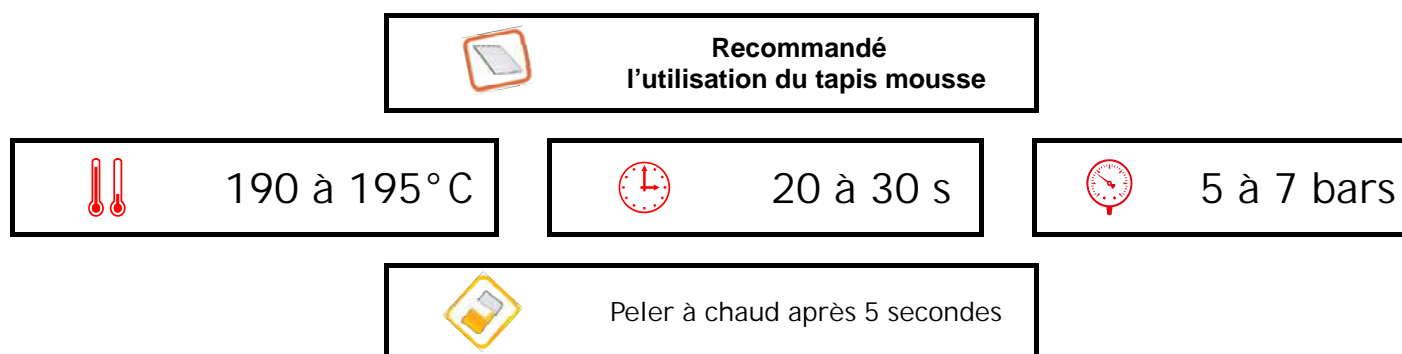 Recommandé
l’utilisation du tapis mousse
190 à 195°C
20 à 30 s
5 à 7 bars
Peler à chaud après 5 secondes